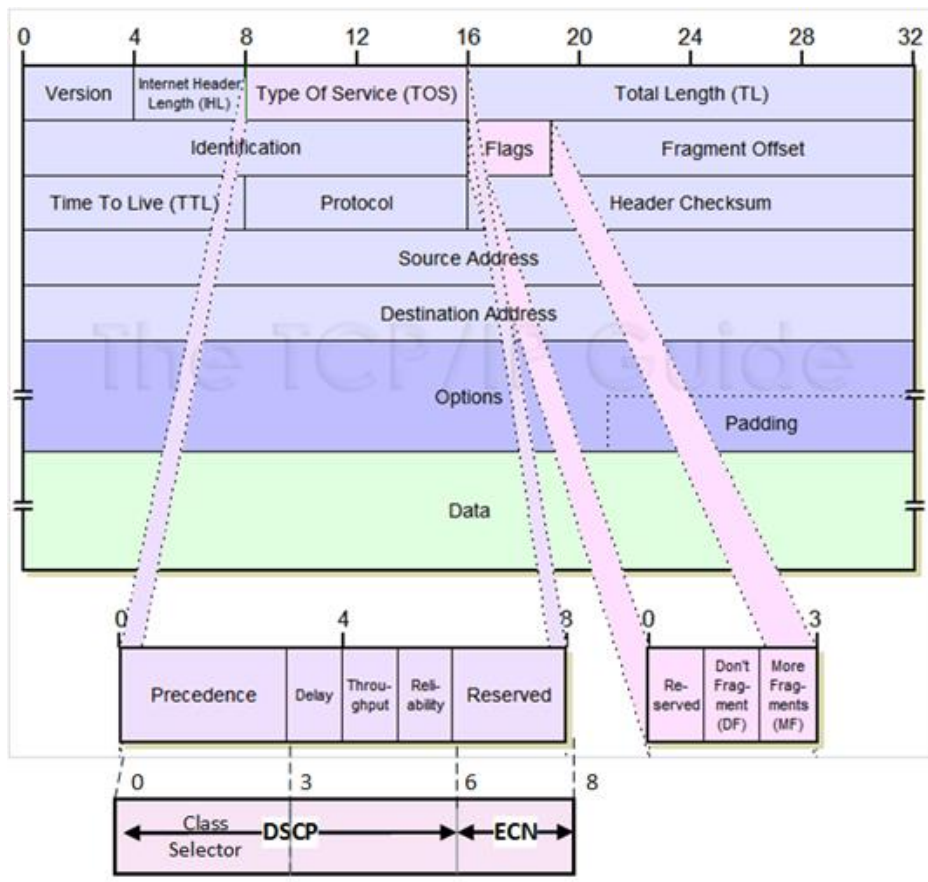 0 4 8 12 16 20 24 28 32
Version
Internet Header
Length (IHL)
Type Of Service (TOS)
Total Length (TL)
Identification
Flags
Fragment Offset
Time To Live (TTL)
Protocol
Header Checksum
Source Address
Destination Address
The TCP/IP Guide
Options
Padding
Data
0 4 8
0 3
Precedence
Delay
Throu-
ghput
Reli-
ability
Reserved
Re-
served
Don't
Frag-
ment
(DF)
More
Frag-
ments
(MF)
0 3 6 8
Class
Selector
DSCP
ECN